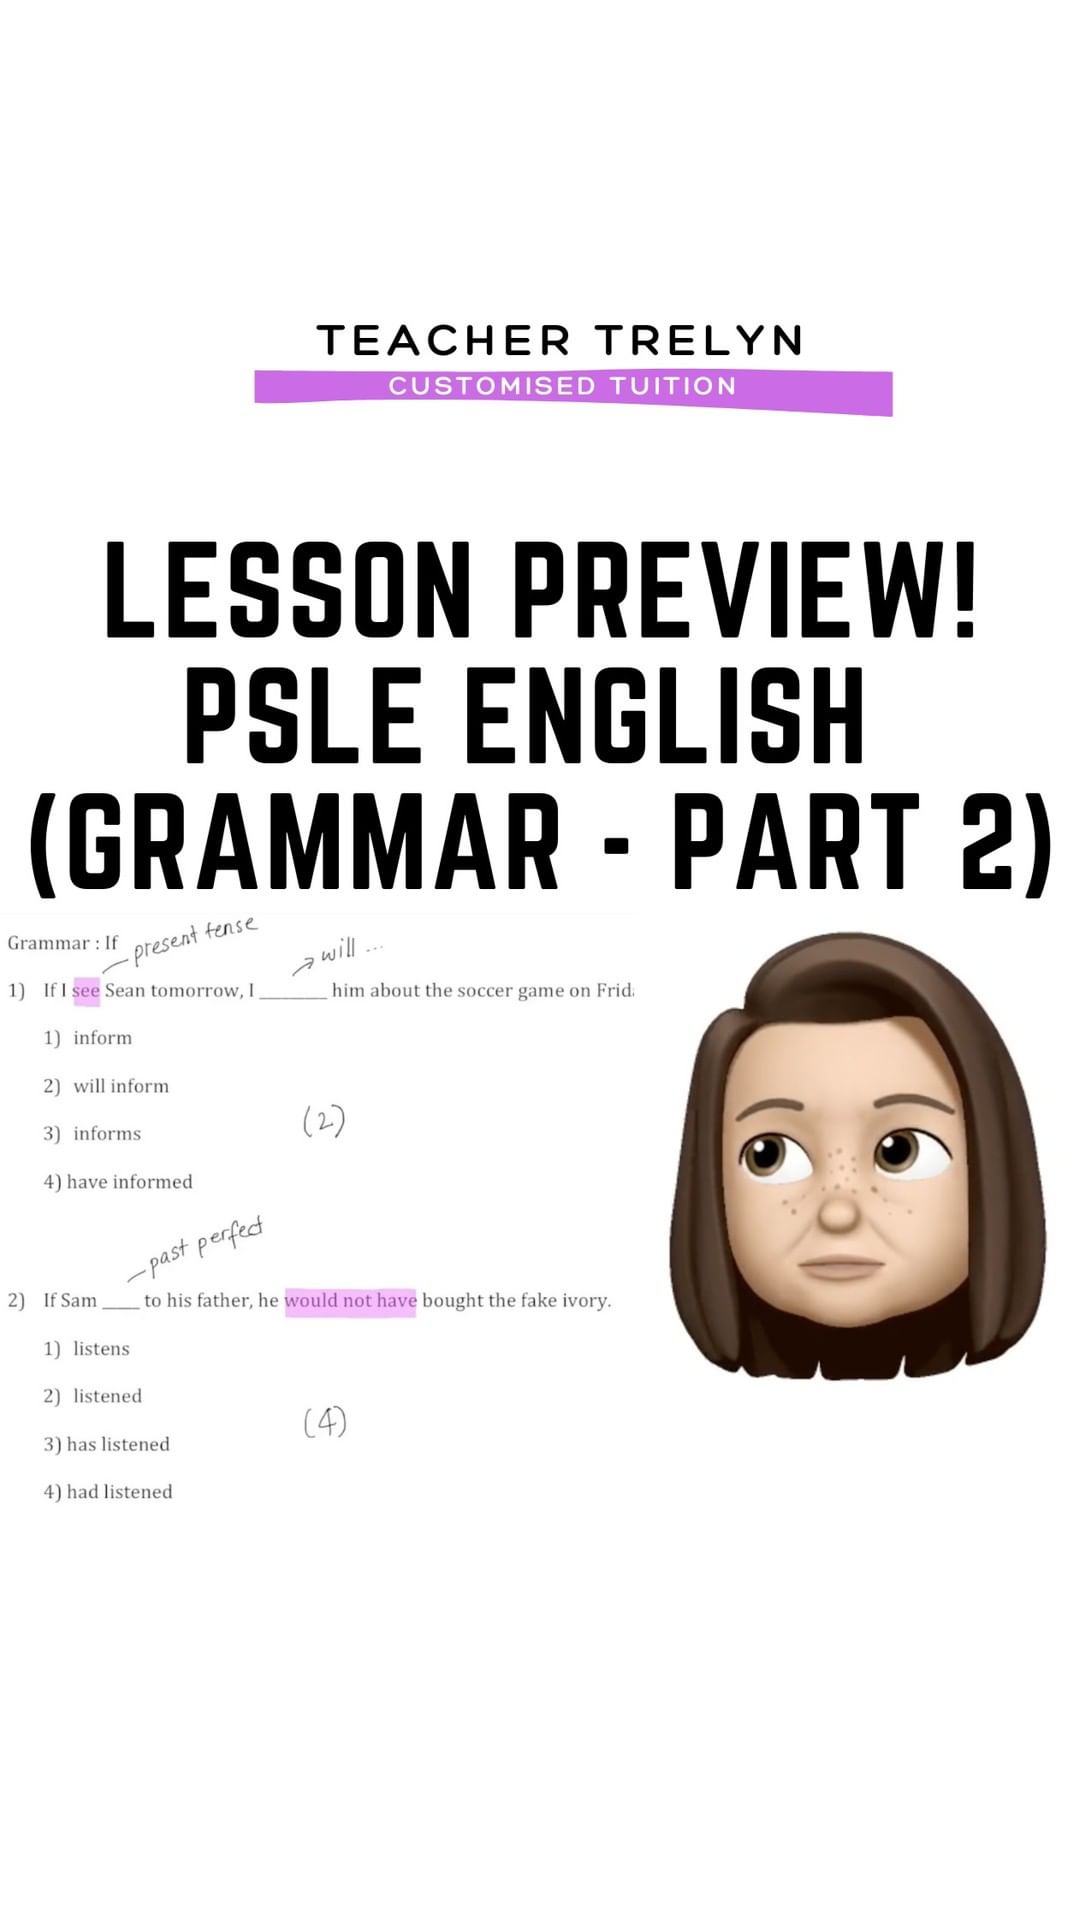 TEACHER TRELYN
CUSTOMISED TUITION
LESSON PREVIEW!
PSLE ENGLISH
(GRAMMAR - PART 2)
Grammar : If
present tense
will ...
1) If I see Sean tomorrow, I ______ him about the soccer game on Frid
1) inform
2) will inform
3) informs
(2)
4) have informed
past perfect
2) If Sam ____ to his father, he would not have bought the fake ivory.
1) listens
2) listened
(4)
3) has listened
4) had listened